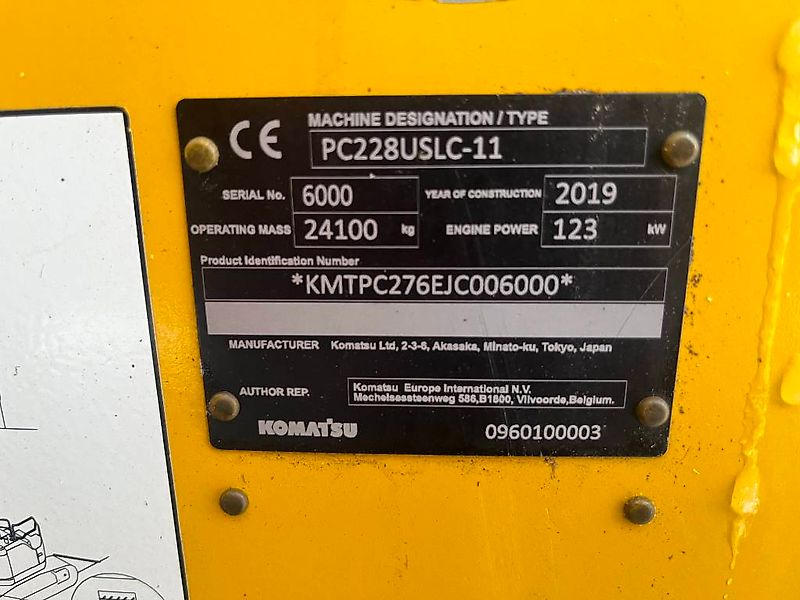 CE MACHINE DESIGNATION / TYPE
PC228USLC-11
SERIAL No. 6000 YEAR OF CONSTRUCTION 2019
OPERATING MASS 24100 kg ENGINE POWER 123 kW
Product Identification Number
*KMTPC276EJC006000*
MANUFACTURER Komatsu Ltd, 2-3-6, Akasaka, Minato-ku, Tokyo, Japan
AUTHOR REP. Komatsu Europe International N.V.
Mechelsesteenweg 586,B1800, Vilvoorde,Belgium.
KOMATSU 0960100003